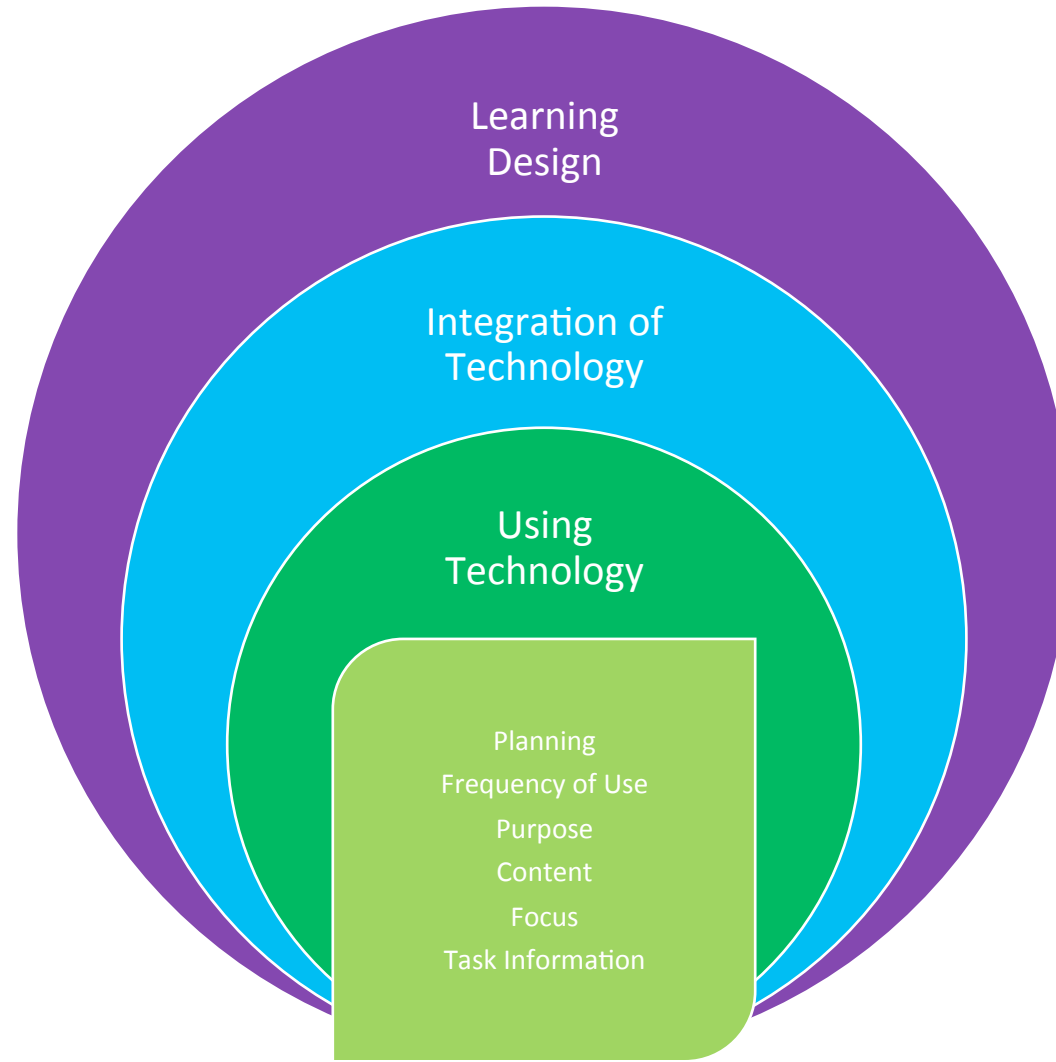 Learning
Design
Integration of
Technology
Using
Technology
Planning
Frequency of Use
Purpose
Content
Focus
Task Information